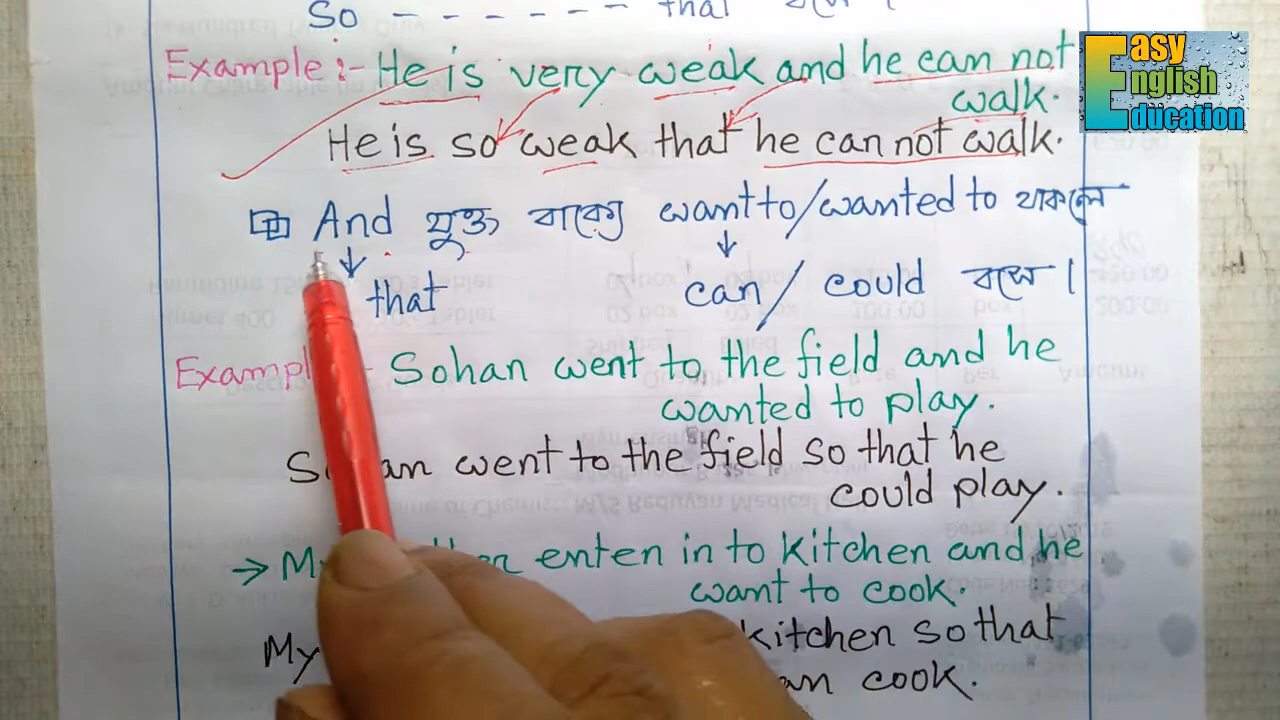 So - - - - - - - that বসে।
Example :- He is very weak and he can not
walk.
He is so weak that he can not walk.
And যুক্ত বাক্যে want to/wanted to থাকলে
↓ ↓
that can/ could বসে।
Sohan went to the field and he
wanted to play.
went to the field so that he
could play.
→ enten in to kitchen and he
want to cook.
My kitchen so that
cook.
Easy
English
Education